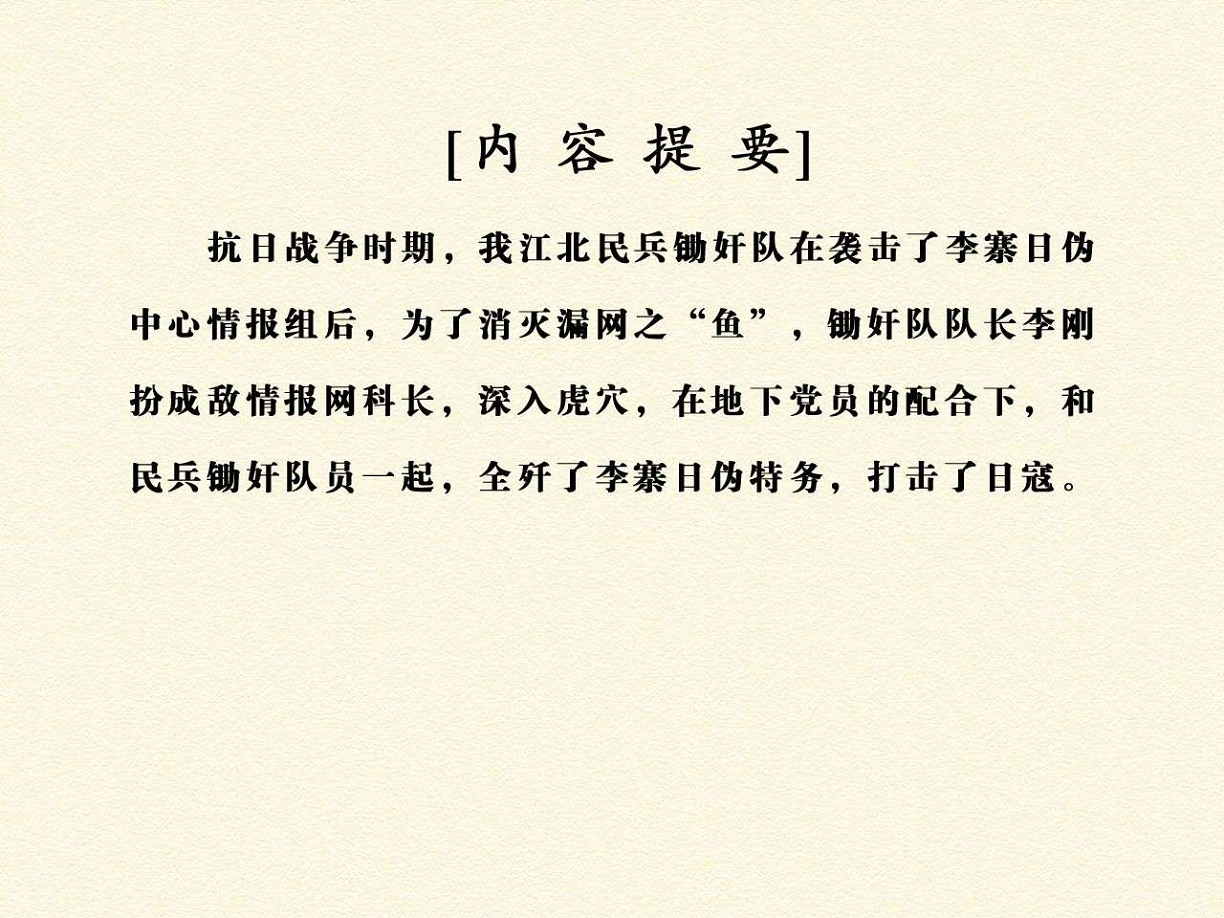 [内 容 提 要]
抗日战争时期，我江北民兵锄奸队在袭击了李寨日伪
中心情报组后，为了消灭漏网之“鱼”，锄奸队队长李刚
扮成敌情报网科长，深入虎穴，在地下党员的配合下，和
民兵锄奸队员一起，全歼了李寨日伪特务，打击了日寇。